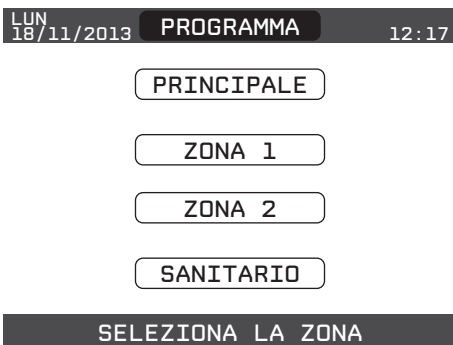 LUN
18/11/2013 PROGRAMMA 12:17
PRINCIPALE
ZONA 1
ZONA 2
SANITARIO
SELEZIONA LA ZONA